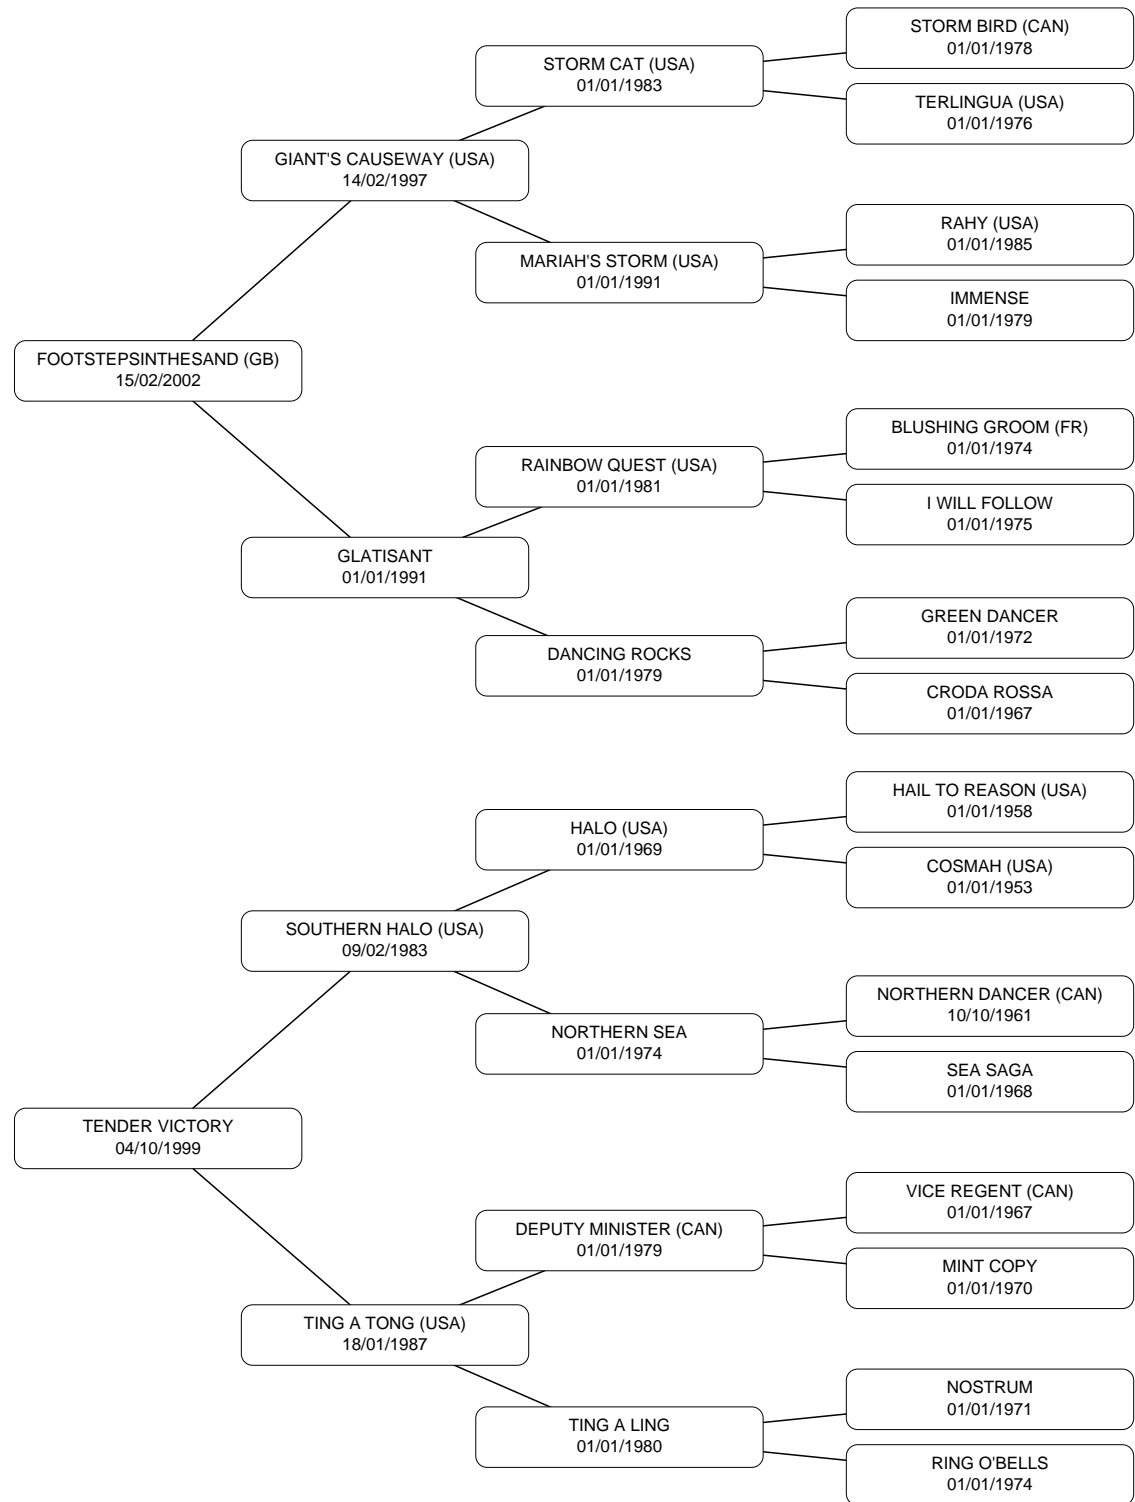 STORM BIRD (CAN)
01/01/1978
STORM CAT (USA)
01/01/1983
TERLINGUA (USA)
01/01/1976
GIANT'S CAUSEWAY (USA)
14/02/1997
RAHY (USA)
01/01/1985
MARIAH'S STORM (USA)
01/01/1991
IMMENSE
01/01/1979
FOOTSTEPSINTHESAND (GB)
15/02/2002
BLUSHING GROOM (FR)
01/01/1974
RAINBOW QUEST (USA)
01/01/1981
I WILL FOLLOW
01/01/1975
GLATISANT
01/01/1991
GREEN DANCER
01/01/1972
DANCING ROCKS
01/01/1979
CRODA ROSSA
01/01/1967
HAIL TO REASON (USA)
01/01/1958
HALO (USA)
01/01/1969
COSMAH (USA)
01/01/1953
SOUTHERN HALO (USA)
09/02/1983
NORTHERN DANCER (CAN)
10/10/1961
NORTHERN SEA
01/01/1974
SEA SAGA
01/01/1968
TENDER VICTORY
04/10/1999
VICE REGENT (CAN)
01/01/1967
DEPUTY MINISTER (CAN)
01/01/1979
MINT COPY
01/01/1970
TING A TONG (USA)
18/01/1987
NOSTRUM
01/01/1971
TING A LING
01/01/1980
RING O'BELLS
01/01/1974